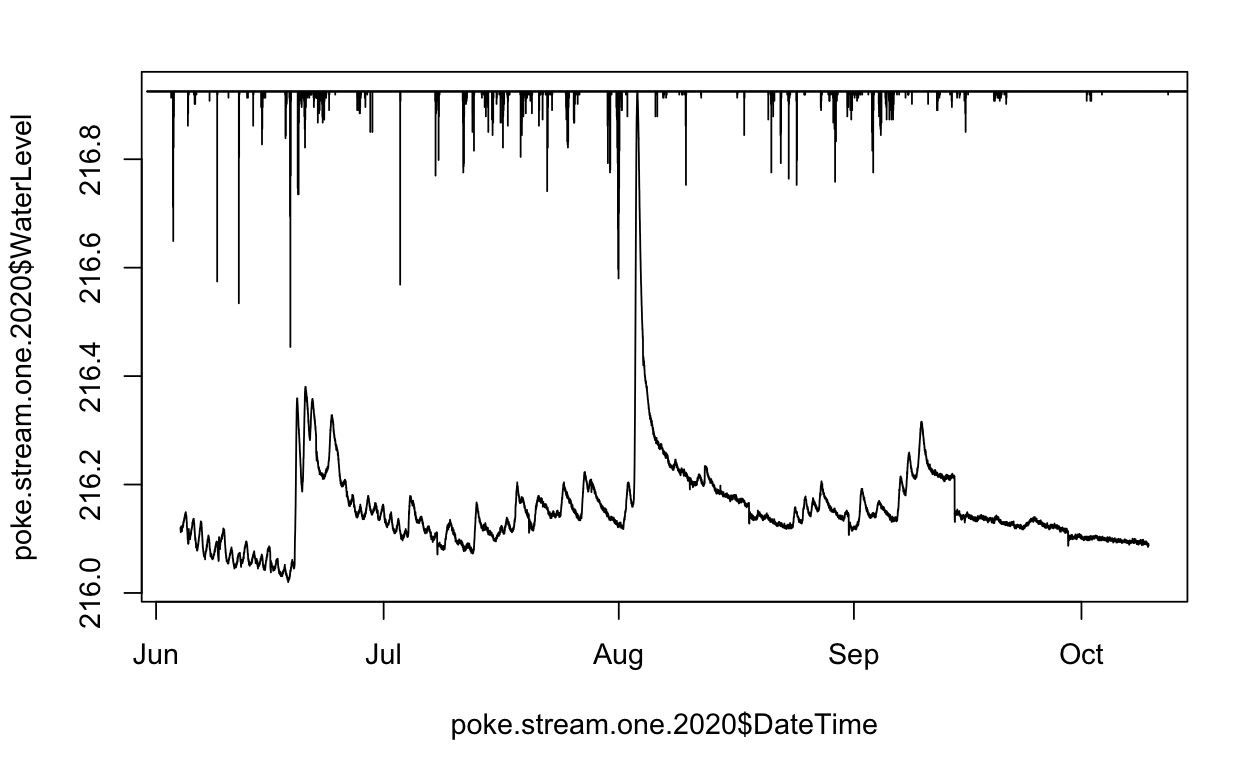 poke.stream.one.2020$WaterLevel
216.8
216.6
216.4
216.2
216.0
Jun Jul Aug Sep Oct
poke.stream.one.2020$DateTime